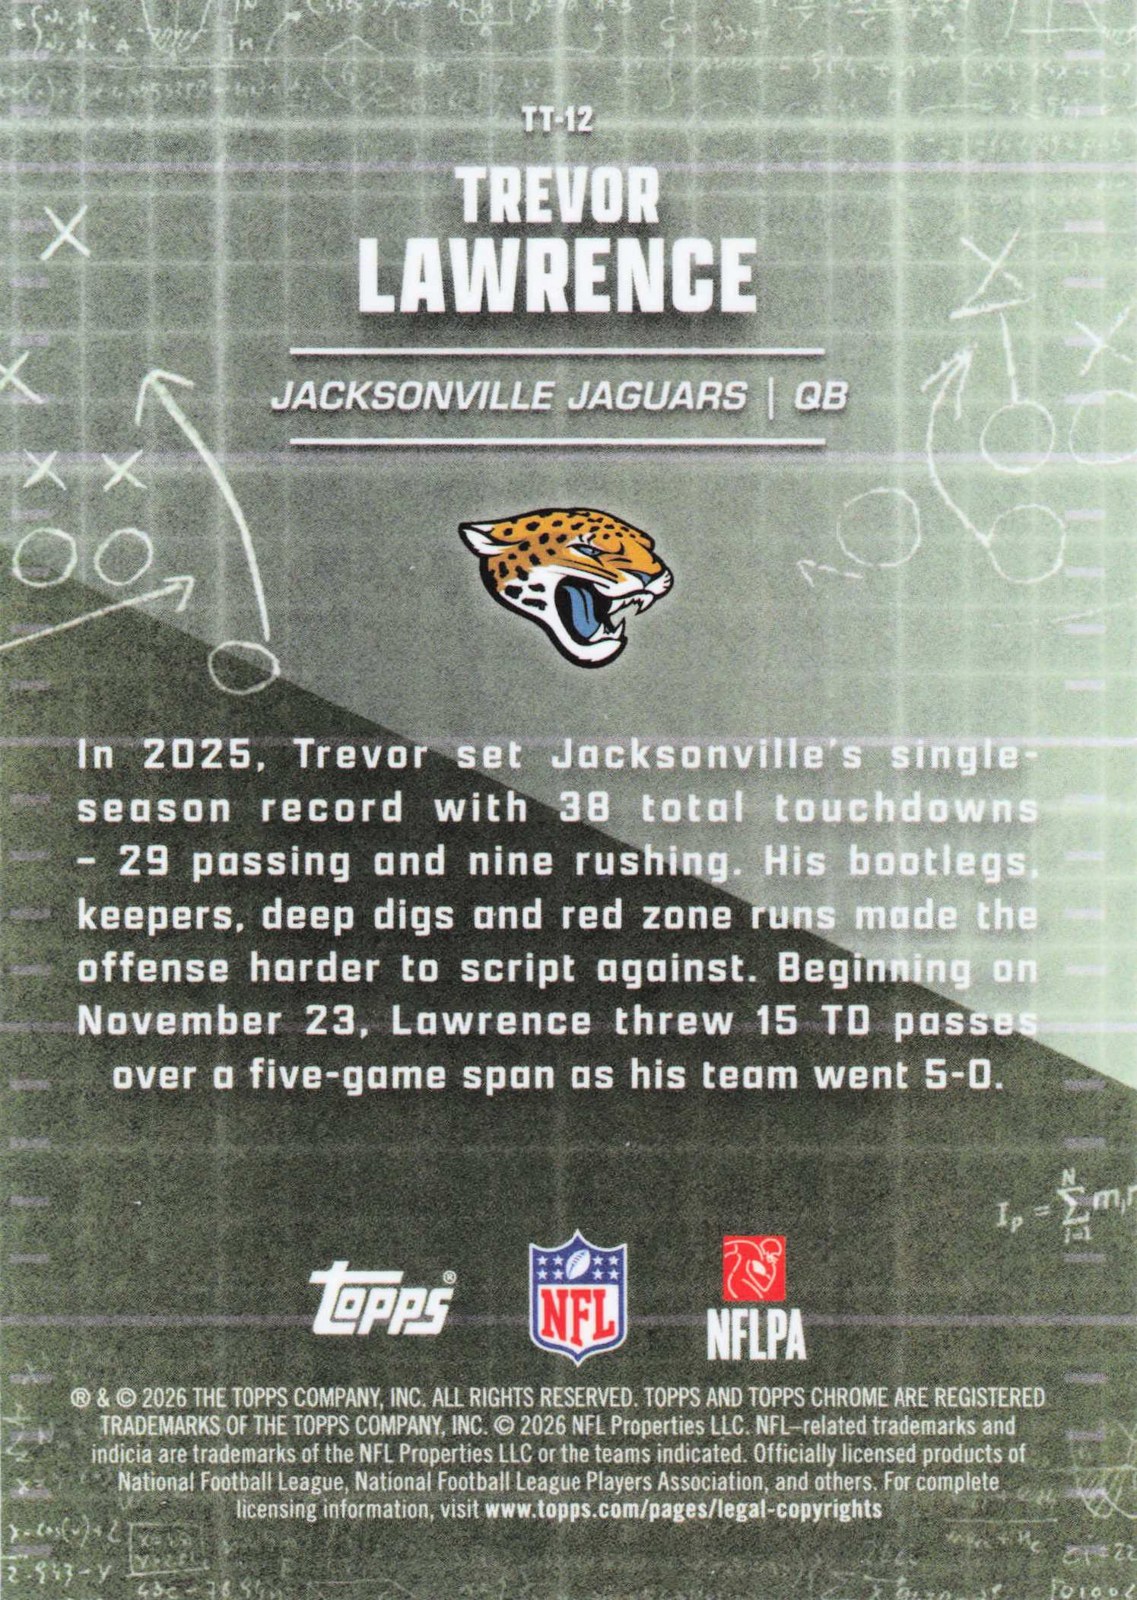 TT-12
TREVOR
LAWRENCE
JACKSONVILLE JAGUARS | QB
In 2025, Trevor set Jacksonville's single-
season record with 38 total touchdowns
– 29 passing and nine rushing. His bootlegs,
keepers, deep digs and red zone runs made the
offense harder to script against. Beginning on
November 23, Lawrence threw 15 TD passes
over a five-game span as his team went 5-0.
topps®
NFL
NFLPA
® & © 2026 THE TOPPS COMPANY, INC. ALL RIGHTS RESERVED. TOPPS AND TOPPS CHROME ARE REGISTERED
TRADEMARKS OF THE TOPPS COMPANY, INC. © 2026 NFL Properties LLC. NFL–related trademarks and
indicia are trademarks of the NFL Properties LLC or the teams indicated. Officially licensed products of
National Football League, National Football League Players Association, and others. For complete
licensing information, visit www.topps.com/pages/legal-copyrights